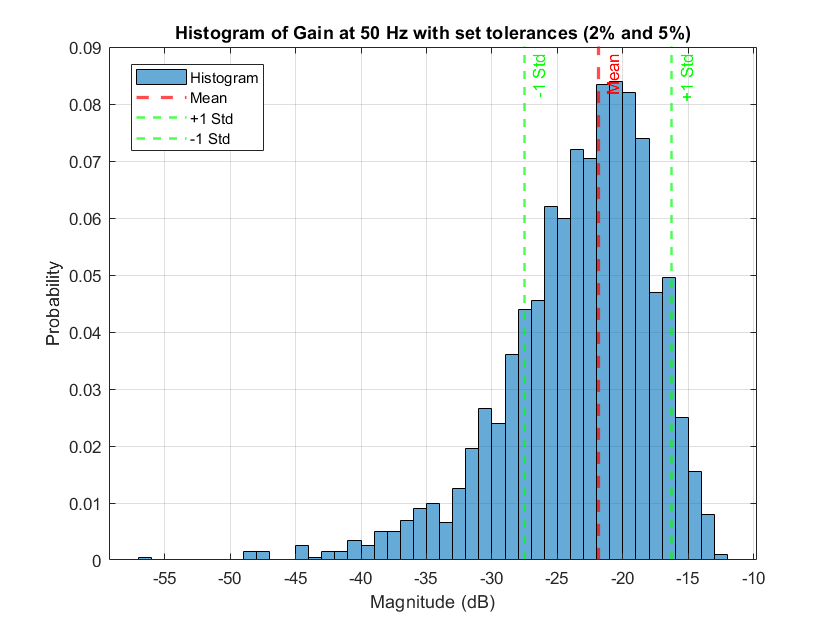 Histogram of Gain at 50 Hz with set tolerances (2% and 5%)
0.09
0.08
0.07
0.06
0.05
0.04
0.03
0.02
0.01
0
Probability
Histogram
Mean
+1 Std
-1 Std
-1 Std
Mean
+1 Std
-55
-50
-45
-40
-35
-30
-25
-20
-15
-10
Magnitude (dB)